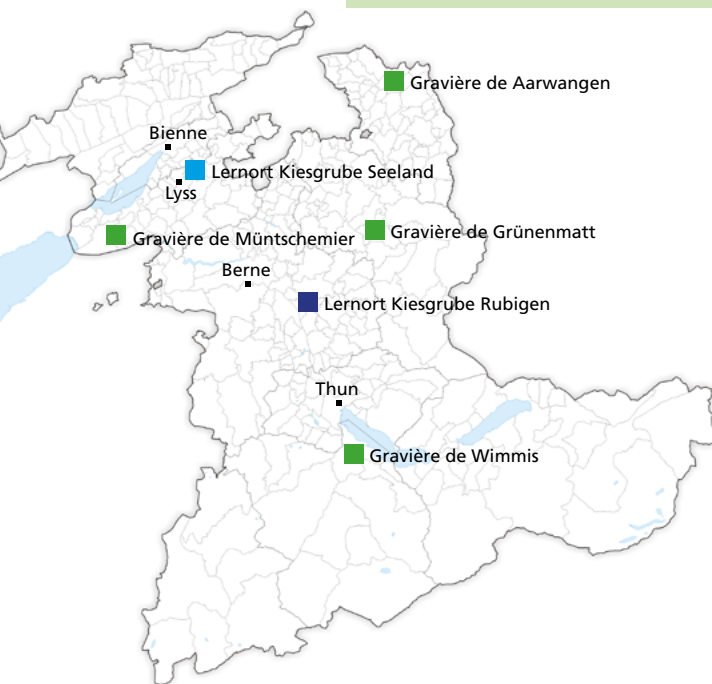 Gravière de Aarwangen
Bienne
Lernort Kiesgrube Seeland
Lyss
Gravière de Grünenmatt
Gravière de Müntschemier
Berne
Lernort Kiesgrube Rubigen
Thun
Gravière de Wimmis